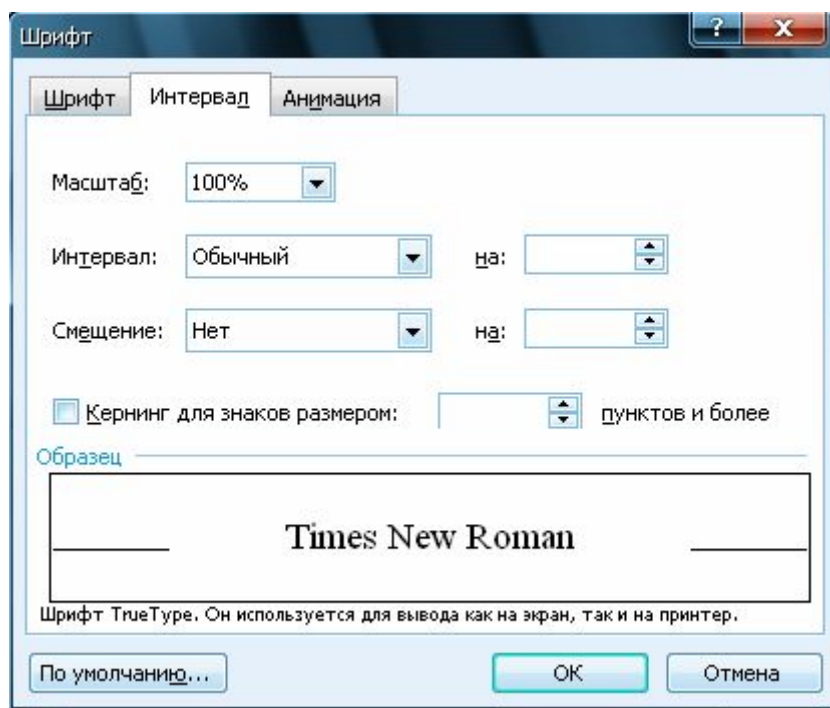 Шрифт
?
Шрифт Интервал Анимация
Масштаб: 100%
Интервал: Обычный на:
Смещение: Нет на:
Кернинг для знаков размером: пунктов и более
Образец
Times New Roman
Шрифт TrueType. Он используется для вывода как на экран, так и на принтер.
По умолчанию... ОК Отмена